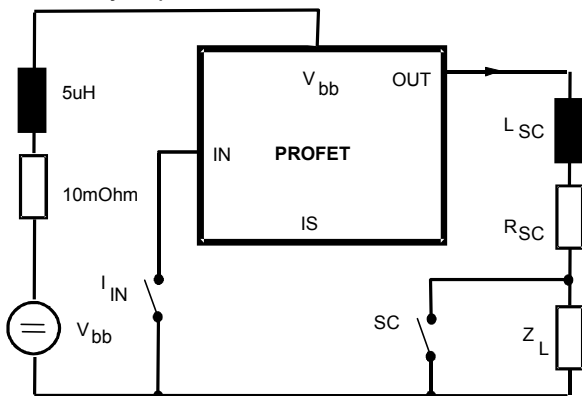 5uH
10mOhm
V bb
I IN
V bb
OUT
IN
PROFET
IS
L SC
R SC
SC
Z L